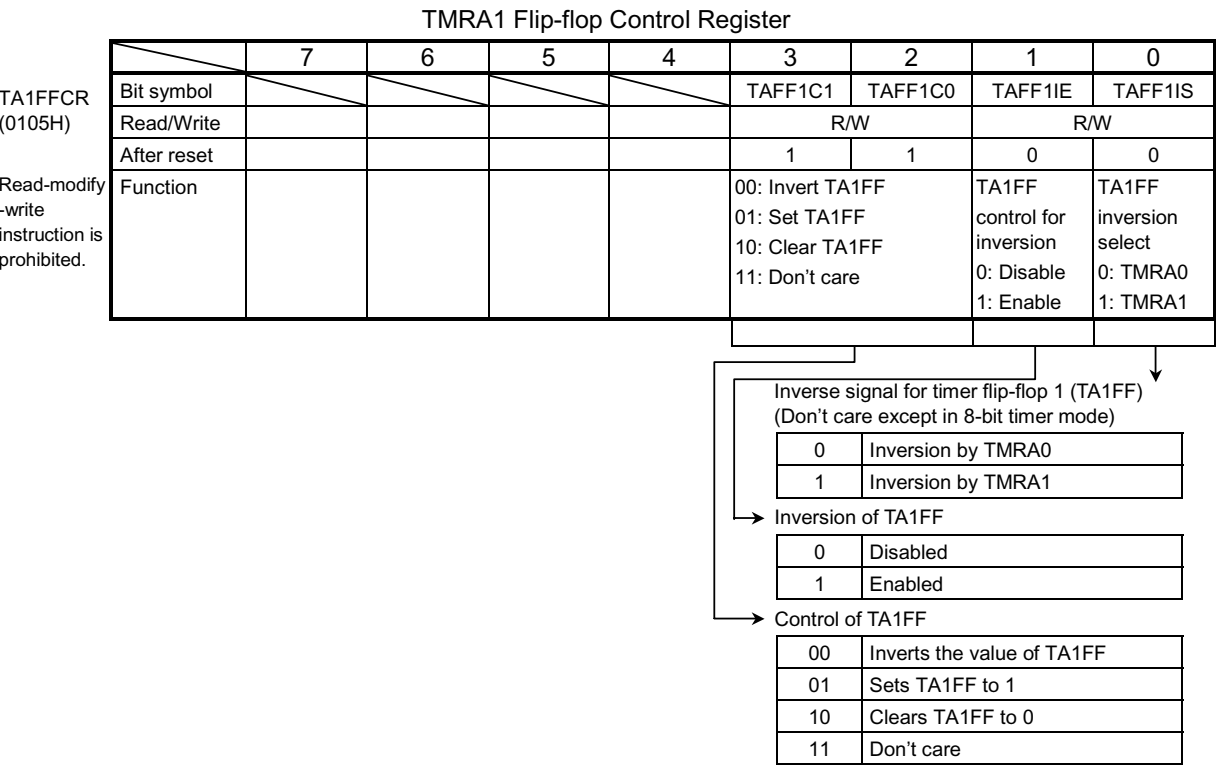 TMRA1 Flip-flop Control Register
7 6 5 4 3 2 1 0
TA1FFCR
(0105H)
Bit symbol TAFF1C1 TAFF1C0 TAFF1IE TAFF1IS
Read/Write R/W R/W
After reset 1 1 0 0
Read-modify
-write
instruction is
prohibited.
Function
00: Invert TA1FF
01: Set TA1FF
10: Clear TA1FF
11: Don't care
TA1FF
control for
inversion
0: Disable
1: Enable
TA1FF
inversion
select
0: TMRA0
1: TMRA1
Inverse signal for timer flip-flop 1 (TA1FF)
(Don't care except in 8-bit timer mode)
0 Inversion by TMRA0
1 Inversion by TMRA1
Inversion of TA1FF
0 Disabled
1 Enabled
Control of TA1FF
00 Inverts the value of TA1FF
01 Sets TA1FF to 1
10 Clears TA1FF to 0
11 Don't care